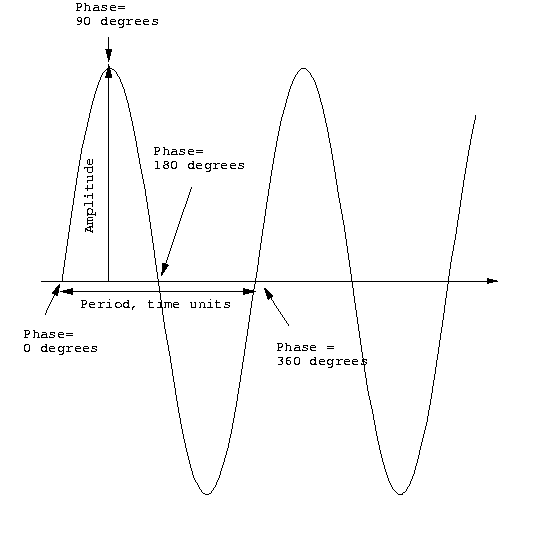 Phase=
90 degrees
Phase=
180 degrees
Amplitude
Period, time units
Phase=
0 degrees
Phase =
360 degrees